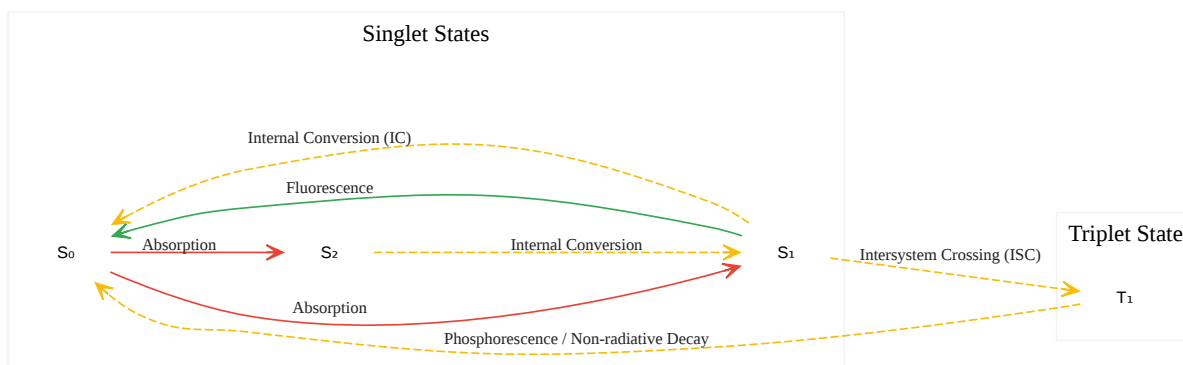 Singlet States
Internal Conversion (IC)
Fluorescence
Triplet State
S₀
Absorption
S₂
Internal Conversion
S₁
Intersystem Crossing (ISC)
T₁
Absorption
Phosphorescence / Non-radiative Decay